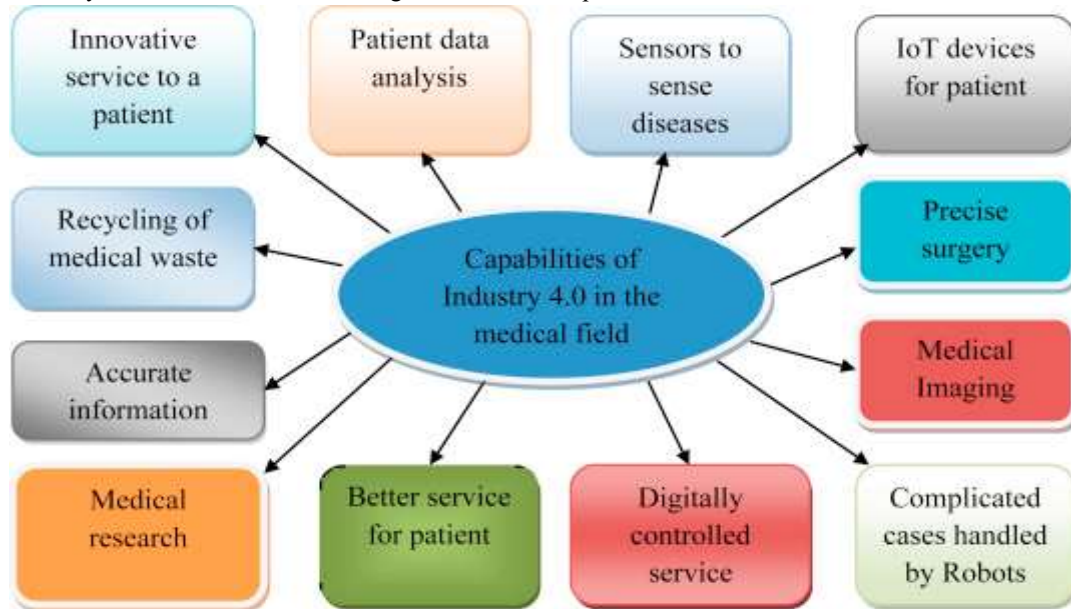 Innovative
service to a
patient
Patient data
analysis
Sensors to
sense
diseases
IoT devices
for patient
Recycling of
medical waste
Capabilities of
Industry 4.0 in the
medical field
Precise
surgery
Accurate
information
Medical
Imaging
Medical
research
Better service
for patient
Digitally
controlled
service
Complicated
cases handled
by Robots